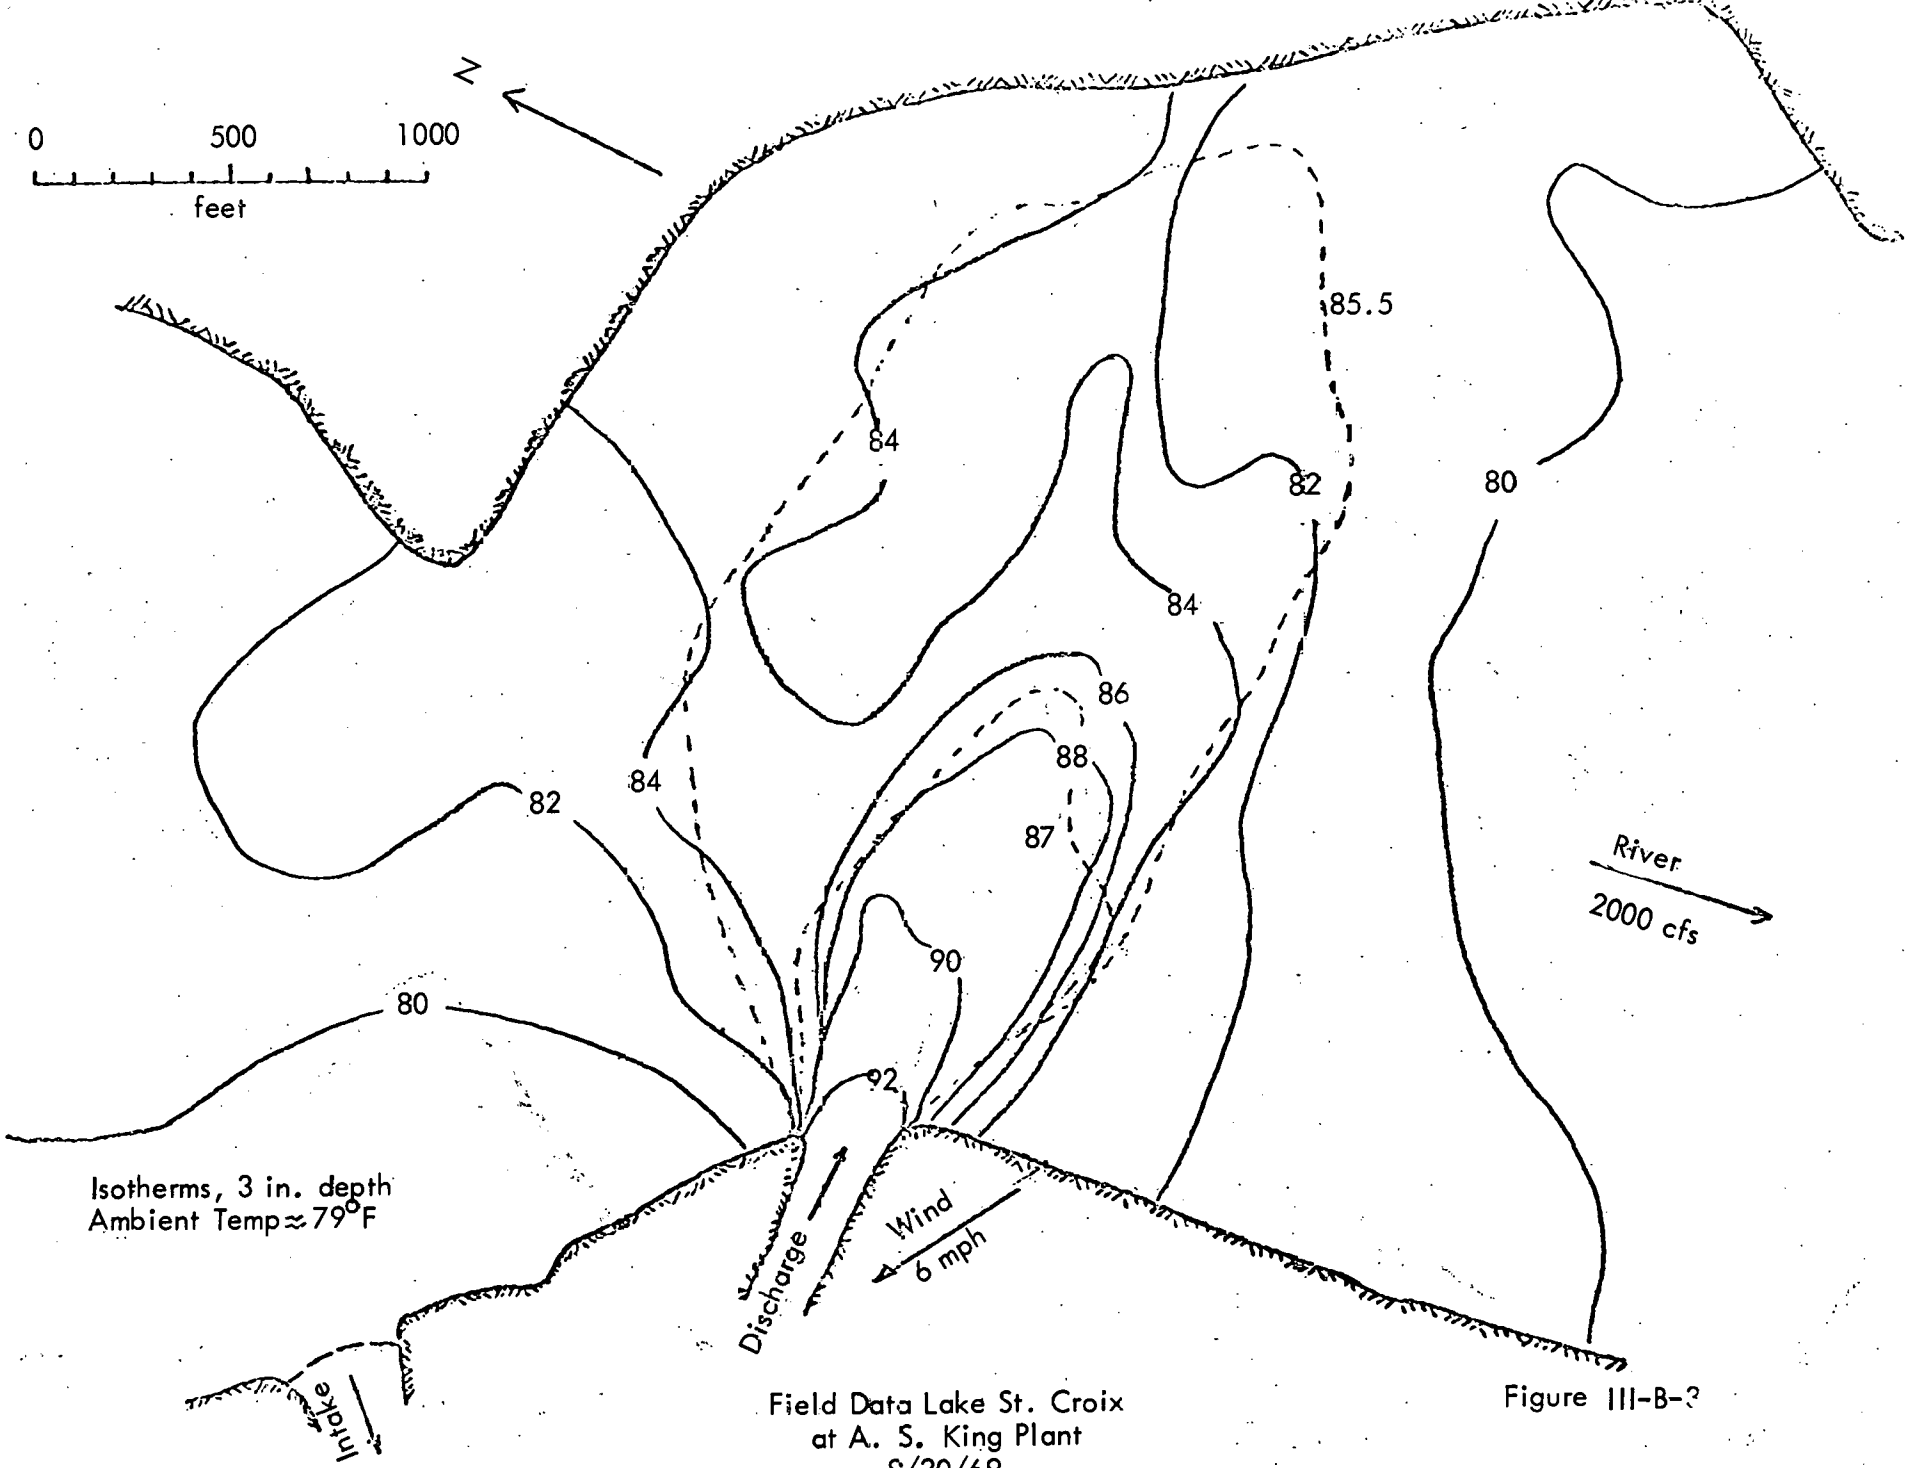 N
0 500 1000
feet
85.5
84
82
80
84
86
88
84
82
87
River
2000 cfs
90
80
92
Isotherms, 3 in. depth
Ambient Temp≈79°F
Wind
6 mph
Discharge
Intake
Field Data Lake St. Croix
at A. S. King Plant
Figure III-B-3